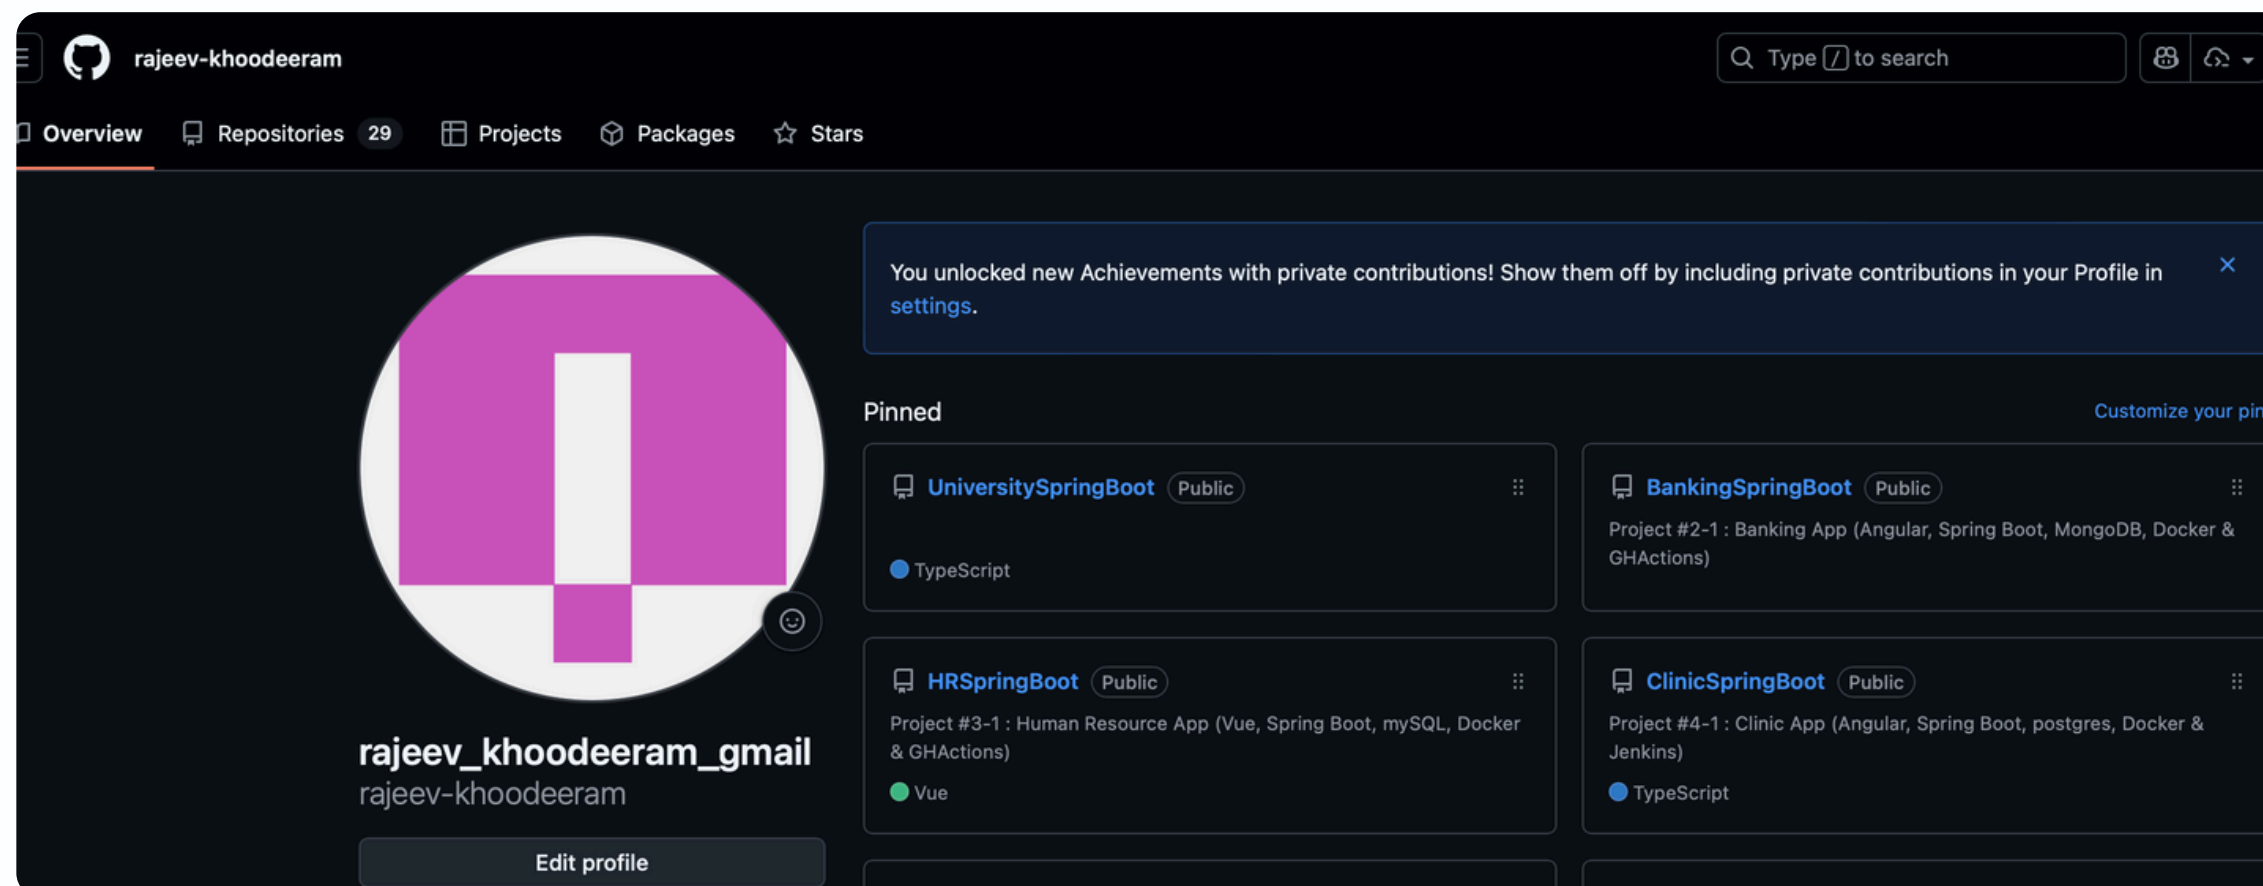 rajeev-khoodeeram
Type / to search
Overview
Repositories 29
Projects
Packages
Stars
You unlocked new Achievements with private contributions! Show them off by including private contributions in your Profile in
settings.
Pinned
Customize your
UniversitySpringBoot Public
TypeScript
BankingSpringBoot Public
Project #2-1 : Banking App (Angular, Spring Boot, MongoDB, Docker &
GHActions)
HRSpringBoot Public
Project #3-1 : Human Resource App (Vue, Spring Boot, mySQL, Docker
& GHActions)
Vue
ClinicSpringBoot Public
Project #4-1 : Clinic App (Angular, Spring Boot, postgres, Docker &
Jenkins)
TypeScript
rajeev_khoodeeram_gmail
rajeev-khoodeeram
Edit profile